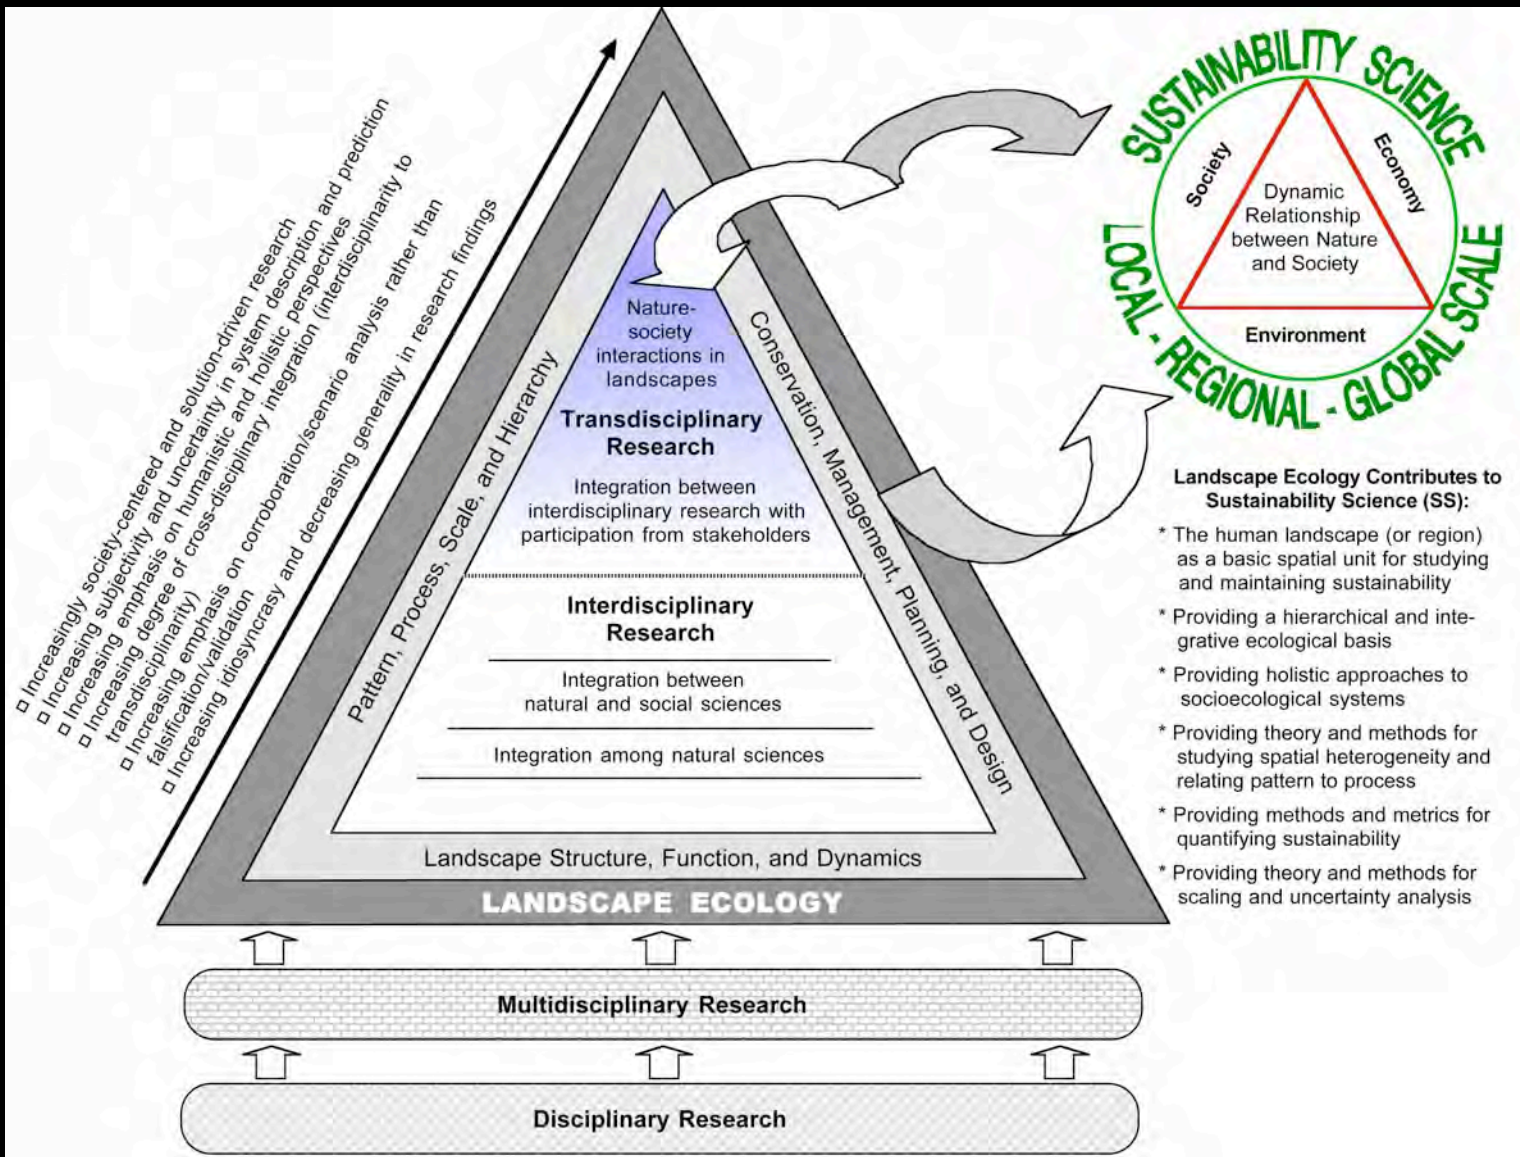 □ Increasingly society-centered and solution-driven research
□ Increasing subjectivity and uncertainty in system description and prediction
□ Increasing emphasis on humanistic and holistic perspectives
□ Increasing degree of cross-disciplinary integration (interdisciplinarity to
transdisciplinarity)
□ Increasing emphasis on corroboration/scenario analysis rather than
falsification/validation
□ Increasing idiosyncrasy and decreasing generality in research findings
Pattern, Process, Scale, and Hierarchy
Nature-
society
interactions in
landscapes
Transdisciplinary
Research
Integration between
interdisciplinary research with
participation from stakeholders
Interdisciplinary
Research
Integration between
natural and social sciences
Integration among natural sciences
Conservation, Management, Planning, and Design
Landscape Structure, Function, and Dynamics
LANDSCAPE ECOLOGY
Multidisciplinary Research
Disciplinary Research
SUSTAINABILITY SCIENCE
Society
Economy
Dynamic
Relationship
between Nature
and Society
Environment
LOCAL - REGIONAL - GLOBAL SCALE
Landscape Ecology Contributes to
Sustainability Science (SS):
* The human landscape (or region)
as a basic spatial unit for studying
and maintaining sustainability
* Providing a hierarchical and inte-
grative ecological basis
* Providing holistic approaches to
socioecological systems
* Providing theory and methods for
studying spatial heterogeneity and
relating pattern to process
* Providing methods and metrics for
quantifying sustainability
* Providing theory and methods for
scaling and uncertainty analysis